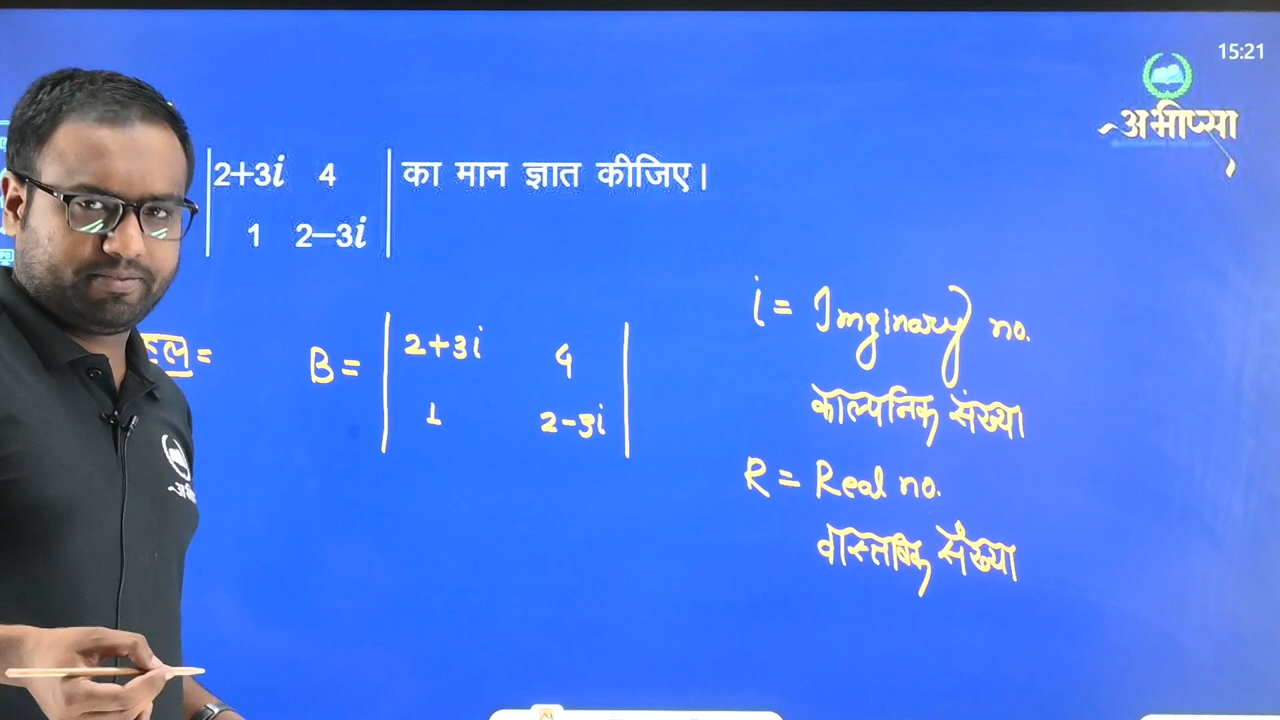 15:21
अभीप्सा
2+3i 4
1 2–3i
का मान ज्ञात कीजिए।
हल =
B =
2+3i 4
1 2-3i
i = Imginary no.
काल्पनिक संख्या
R = Real no.
वास्तविक संख्या